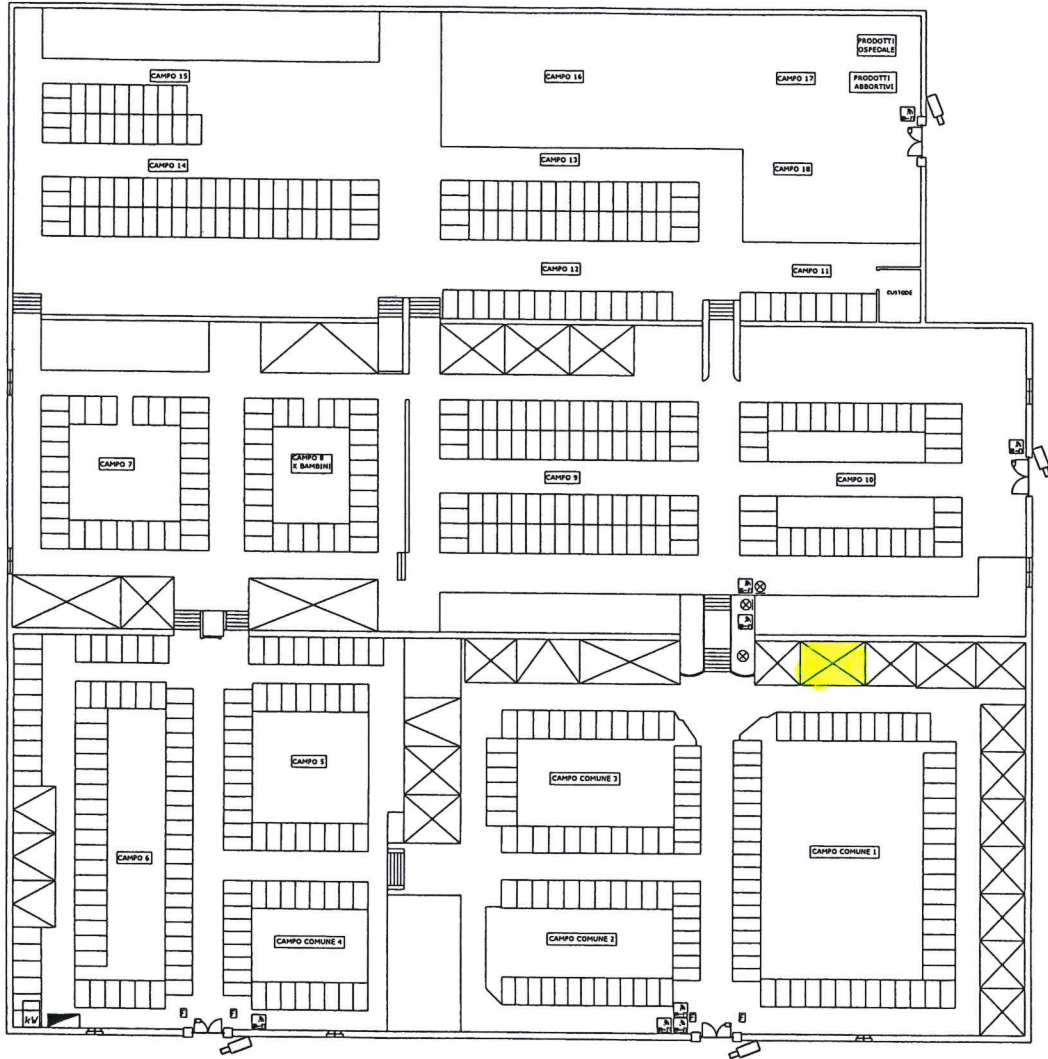 PRODOTTI
OSPEDALE
CAMPO 15
CAMPO 16
CAMPO 17
PRODOTTI
ABBORTIVI
CAMPO 14
CAMPO 13
CAMPO 18
CAMPO 12
CAMPO 11
CUSTODE
CAMPO 7
CAMPO 8
X BAMBINI
CAMPO 9
CAMPO 10
CAMPO 5
CAMPO COMUNE 3
CAMPO 6
CAMPO COMUNE 1
CAMPO COMUNE 4
CAMPO COMUNE 2
kW